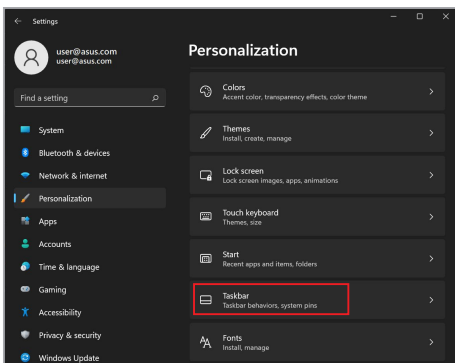 Settings
user@asus.com
user@asus.com
Find a setting
System
Bluetooth & devices
Network & internet
Personalization
Apps
Accounts
Time & language
Gaming
Accessibility
Privacy & security
Windows Update
Personalization
Colors
Accent color, transparency effects, color theme
Themes
Install, create, manage
Lock screen
Lock screen images, apps, animations
Touch keyboard
Themes, size
Start
Recent apps and items, folders
Taskbar
Taskbar behaviors, system pins
Fonts
Install, manage